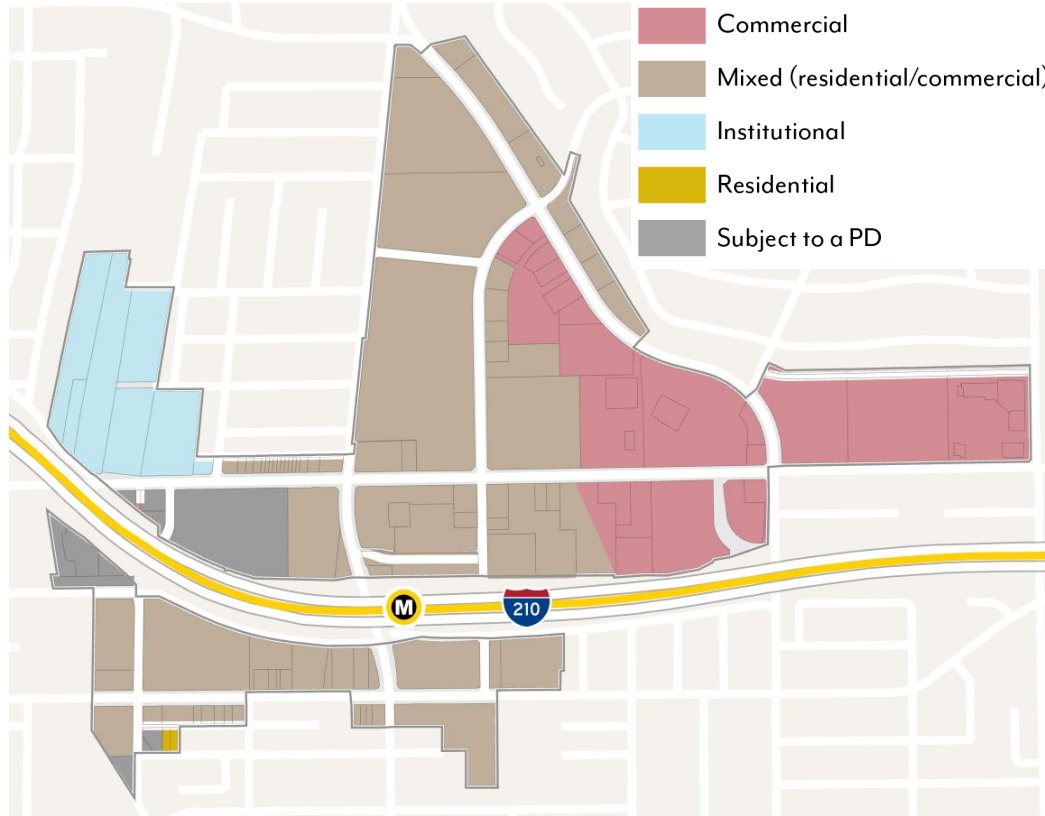 Commercial
Mixed (residential/commercial)
Institutional
Residential
Subject to a PD
M
210